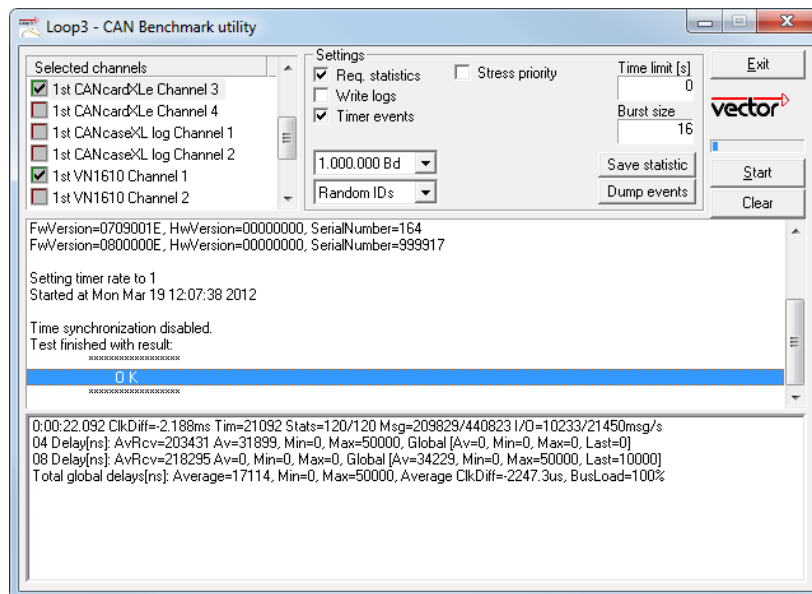 Loop3 - CAN Benchmark utility
Selected channels
1st CANcardXLe Channel 3
1st CANcardXLe Channel 4
1st CANcaseXL log Channel 1
1st CANcaseXL log Channel 2
1st VN1610 Channel 1
1st VN1610 Channel 2
Settings
Req. statistics
Write logs
Timer events
Stress priority
1.000.000 Bd
Random IDs
Time limit [s]
0
Burst size
16
Save statistic
Dump events
Exit
vector
Start
Clear
FwVersion=0709001E, HwVersion=00000000, SerialNumber=164
FwVersion=0800000E, HwVersion=00000000, SerialNumber=999917
Setting timer rate to 1
Started at Mon Mar 19 12:07:38 2012
Time synchronization disabled.
Test finished with result:
xxxxxxxxxxxxxxxxxx
O K
xxxxxxxxxxxxxxxxxx
0:00:22.092 ClkDiff=-2.188ms Tim=21092 Stats=120/120 Msg=209829/440823 I/O=10233/21450msg/s
04 Delay[ns]: AvRcv=203431 Av=31899, Min=0, Max=50000, Global [Av=0, Min=0, Max=0, Last=0]
08 Delay[ns]: AvRcv=218295 Av=0, Min=0, Max=0, Global [Av=34229, Min=0, Max=50000, Last=10000]
Total global delays[ns]: Average=17114, Min=0, Max=50000, Average ClkDiff=-2247.3us, BusLoad=100%